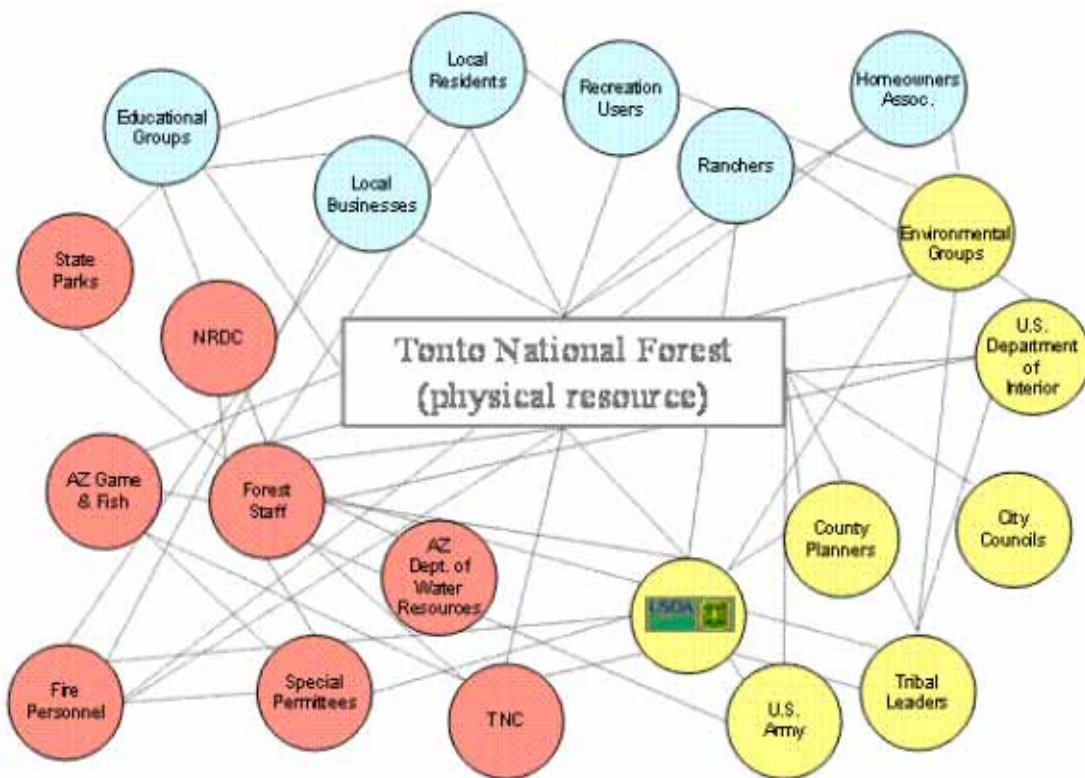 Local
Residents
Educational
Groups
Recreation
Users
Homeowners
Assoc.
Local
Businesses
Ranchers
Environmental
Groups
State
Parks
NRDC
Tonto National Forest
(physical resource)
U.S.
Department
of
Interior
AZ Game
& Fish
Forest
Staff
AZ
Dept. of
Water
Resources
County
Planners
City
Councils
USDA
Fire
Personnel
Special
Permittees
TNC
U.S.
Army
Tribal
Leaders